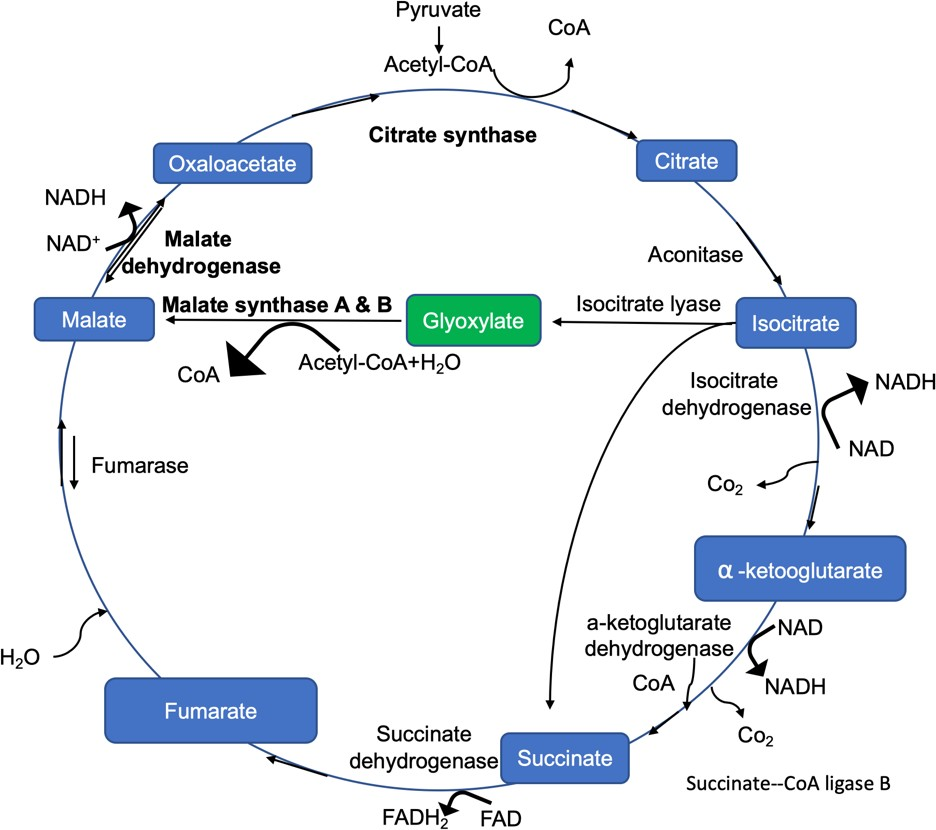 Pyruvate
CoA
Acetyl-CoA
Citrate synthase
Oxaloacetate
Citrate
NADH
NAD⁺
Malate
dehydrogenase
Aconitase
Malate synthase A & B
Isocitrate lyase
Malate
Glyoxylate
Isocitrate
CoA
Acetyl-CoA+H₂O
Isocitrate
dehydrogenase
NADH
NAD
Fumarase
Co₂
α -ketooglutarate
a-ketoglutarate
dehydrogenase
NAD
H₂O
CoA
NADH
Fumarate
Co₂
Succinate
dehydrogenase
Succinate
Succinate--CoA ligase B
FADH₂
FAD